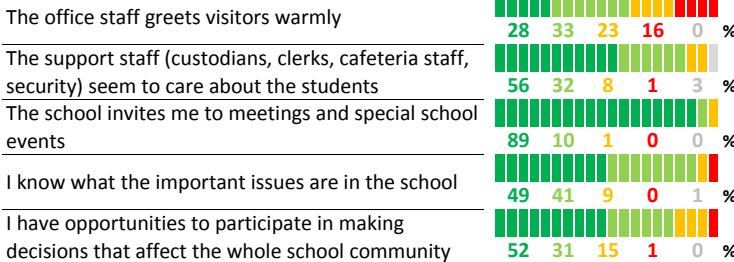 The office staff greets visitors warmly
28 33 23 16 0 %
The support staff (custodians, clerks, cafeteria staff,
security) seem to care about the students
56 32 8 1 3 %
The school invites me to meetings and special school
events
89 10 1 0 0 %
I know what the important issues are in the school
49 41 9 0 1 %
I have opportunities to participate in making
decisions that affect the whole school community
52 31 15 1 0 %